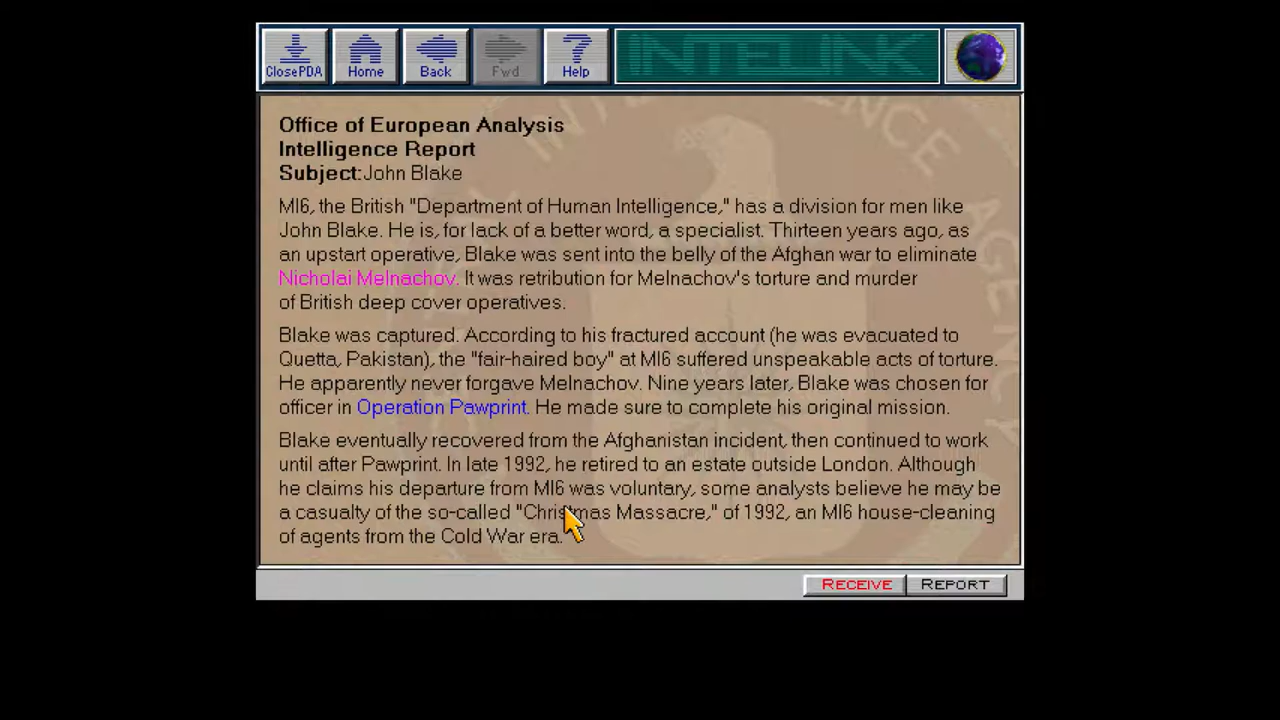 ClosePDA Home Back Fwd ? Help INTELINK
Office of European Analysis
Intelligence Report
Subject:John Blake
MI6, the British "Department of Human Intelligence," has a division for men like
John Blake. He is, for lack of a better word, a specialist. Thirteen years ago, as
an upstart operative, Blake was sent into the belly of the Afghan war to eliminate
Nicholai Melnachov. It was retribution for Melnachov's torture and murder
of British deep cover operatives.
Blake was captured. According to his fractured account (he was evacuated to
Quetta, Pakistan), the "fair-haired boy" at MI6 suffered unspeakable acts of torture.
He apparently never forgave Melnachov. Nine years later, Blake was chosen for
officer in Operation Pawprint. He made sure to complete his original mission.
Blake eventually recovered from the Afghanistan incident, then continued to work
until after Pawprint. In late 1992, he retired to an estate outside London. Although
he claims his departure from MI6 was voluntary, some analysts believe he may be
a casualty of the so-called "Christmas Massacre," of 1992, an MI6 house-cleaning
of agents from the Cold War era.
RECEIVE REPORT